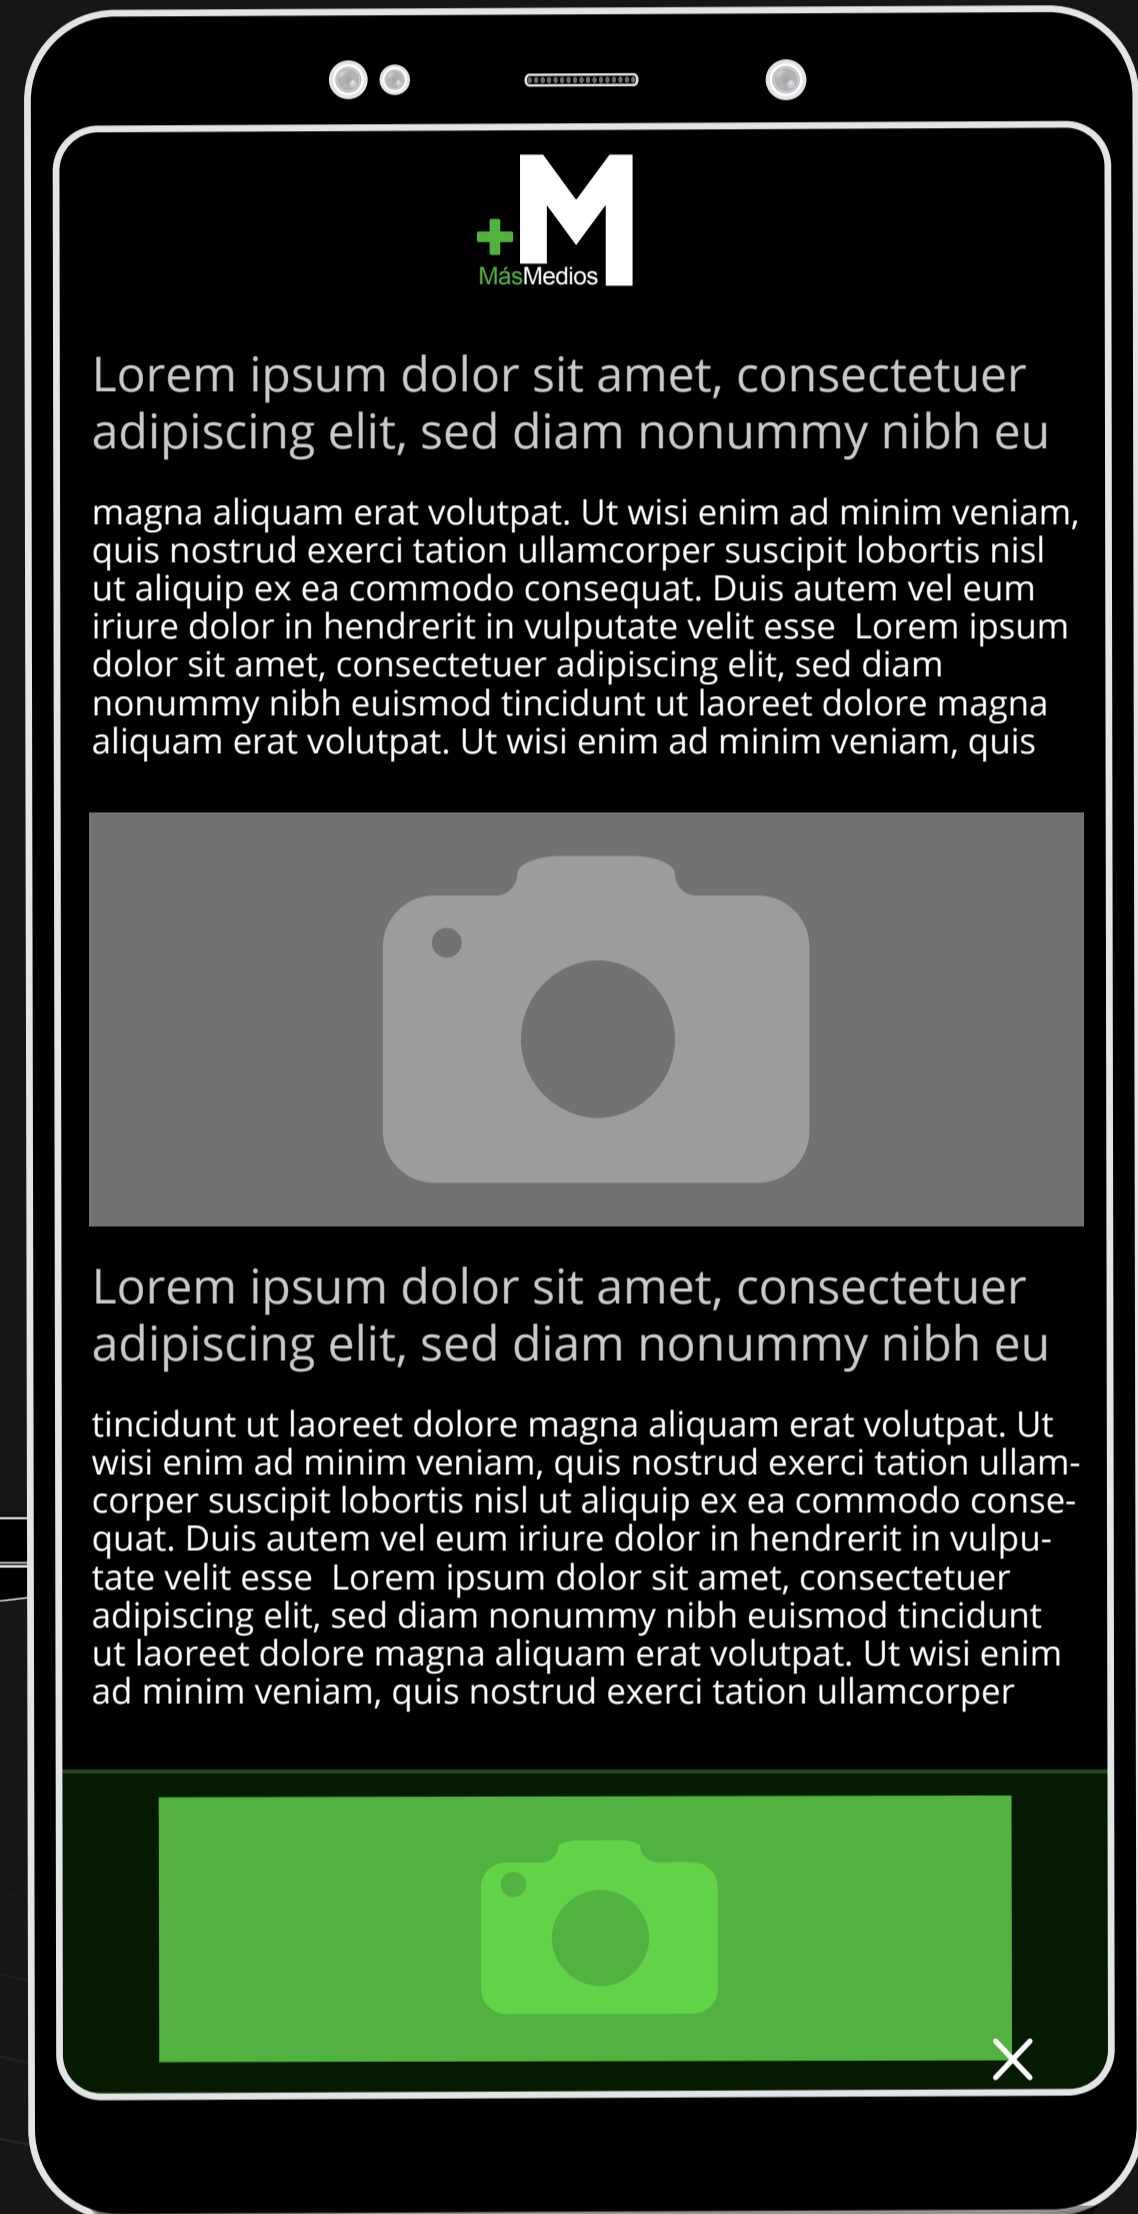 +M
MásMedios
Lorem ipsum dolor sit amet, consectetuer
adipiscing elit, sed diam nonummy nibh eu
magna aliquam erat volutpat. Ut wisi enim ad minim veniam,
quis nostrud exerci tation ullamcorper suscipit lobortis nisl
ut aliquip ex ea commodo consequat. Duis autem vel eum
iriure dolor in hendrerit in vulputate velit esse  Lorem ipsum
dolor sit amet, consectetuer adipiscing elit, sed diam
nonummy nibh euismod tincidunt ut laoreet dolore magna
aliquam erat volutpat. Ut wisi enim ad minim veniam, quis
Lorem ipsum dolor sit amet, consectetuer
adipiscing elit, sed diam nonummy nibh eu
tincidunt ut laoreet dolore magna aliquam erat volutpat. Ut
wisi enim ad minim veniam, quis nostrud exerci tation ullam-
corper suscipit lobortis nisl ut aliquip ex ea commodo conse-
quat. Duis autem vel eum iriure dolor in hendrerit in vulpu-
tate velit esse  Lorem ipsum dolor sit amet, consectetuer
adipiscing elit, sed diam nonummy nibh euismod tincidunt
ut laoreet dolore magna aliquam erat volutpat. Ut wisi enim
ad minim veniam, quis nostrud exerci tation ullamcorper